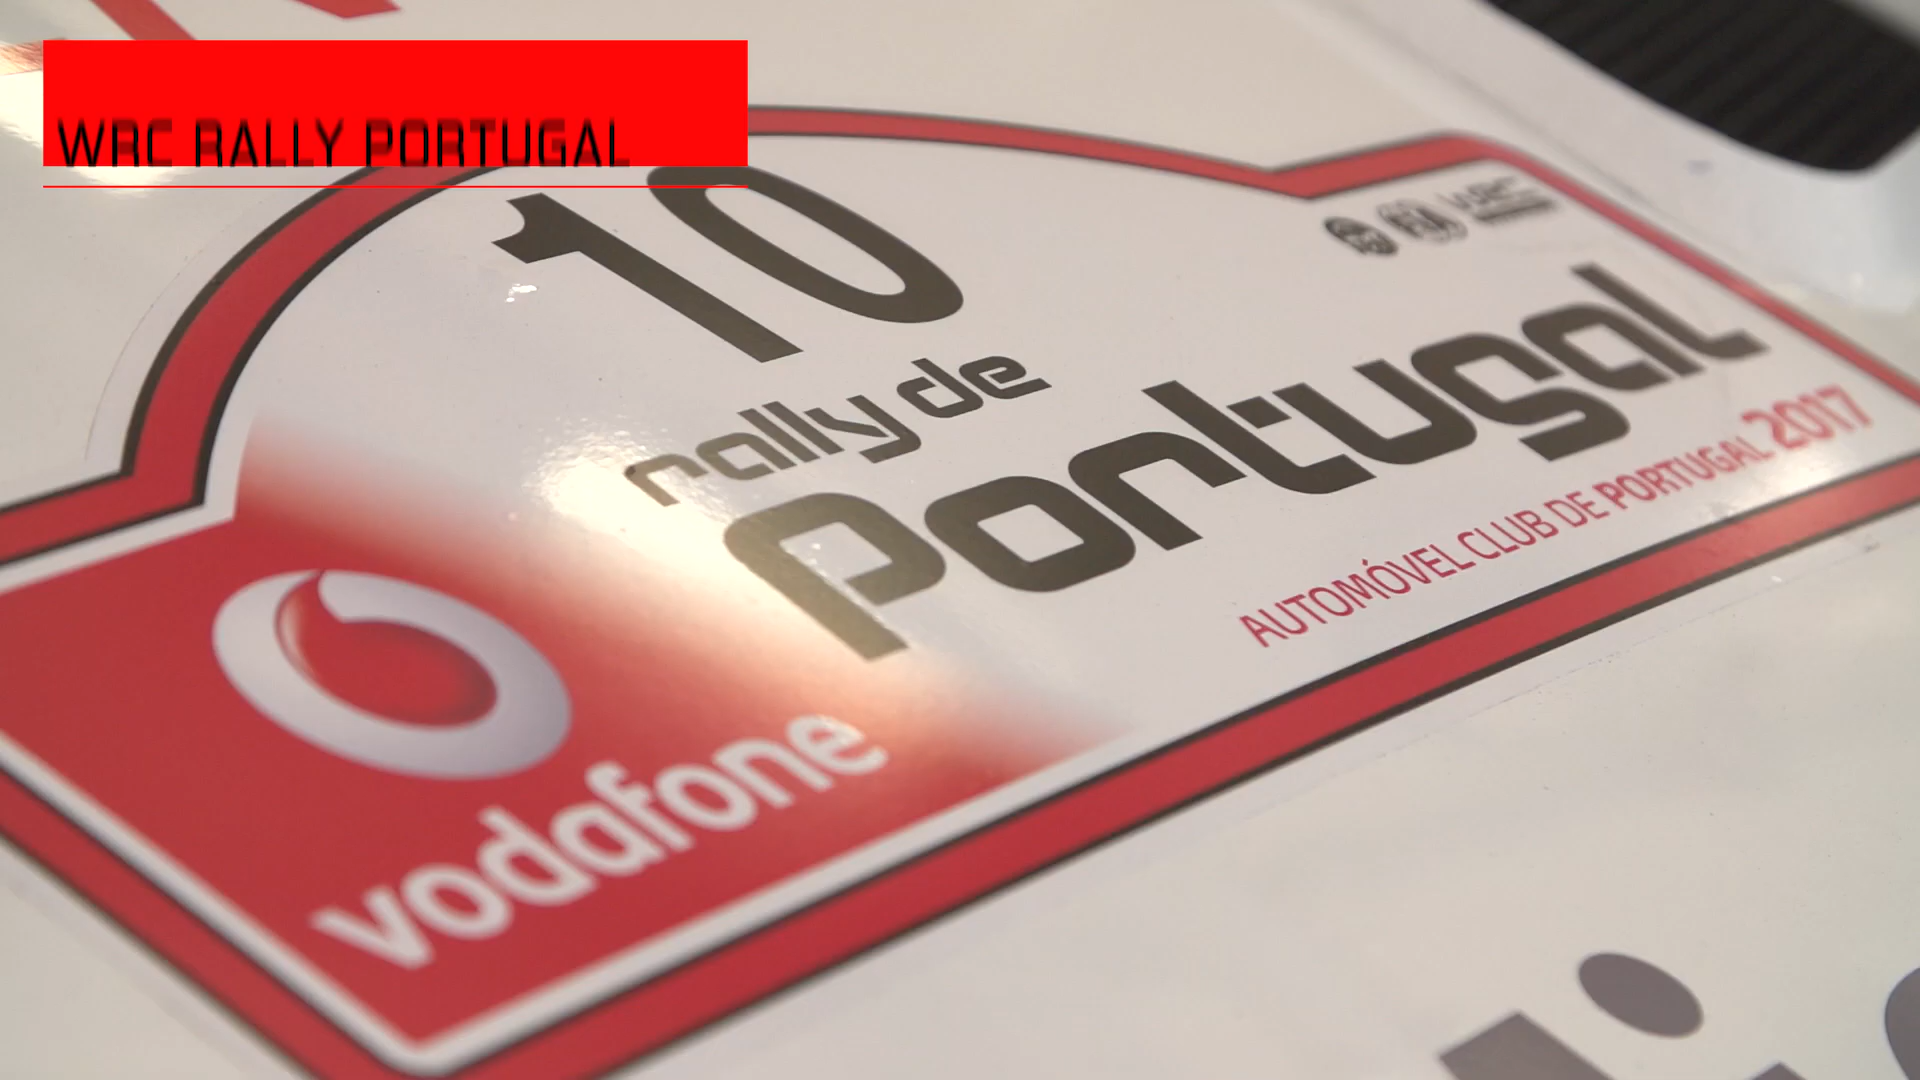 WRC RALLY PORTUGAL
10
rally de
Portugal
AUTOMÓVEL CLUB DE PORTUGAL 2017
vodafone